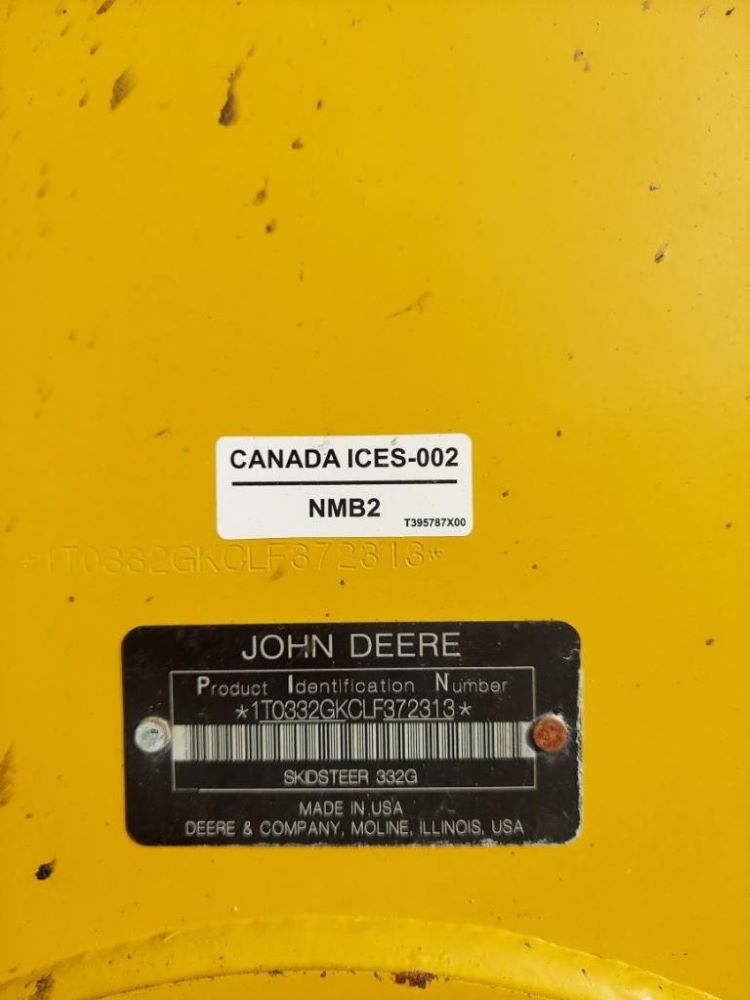 CANADA ICES-002
NMB2
T395787X00
*1T0332GKCLF372313*
JOHN DEERE
Product Identification Number
*1T0332GKCLF372313*
SKIDSTEER 332G
MADE IN USA
DEERE & COMPANY, MOLINE, ILLINOIS, USA